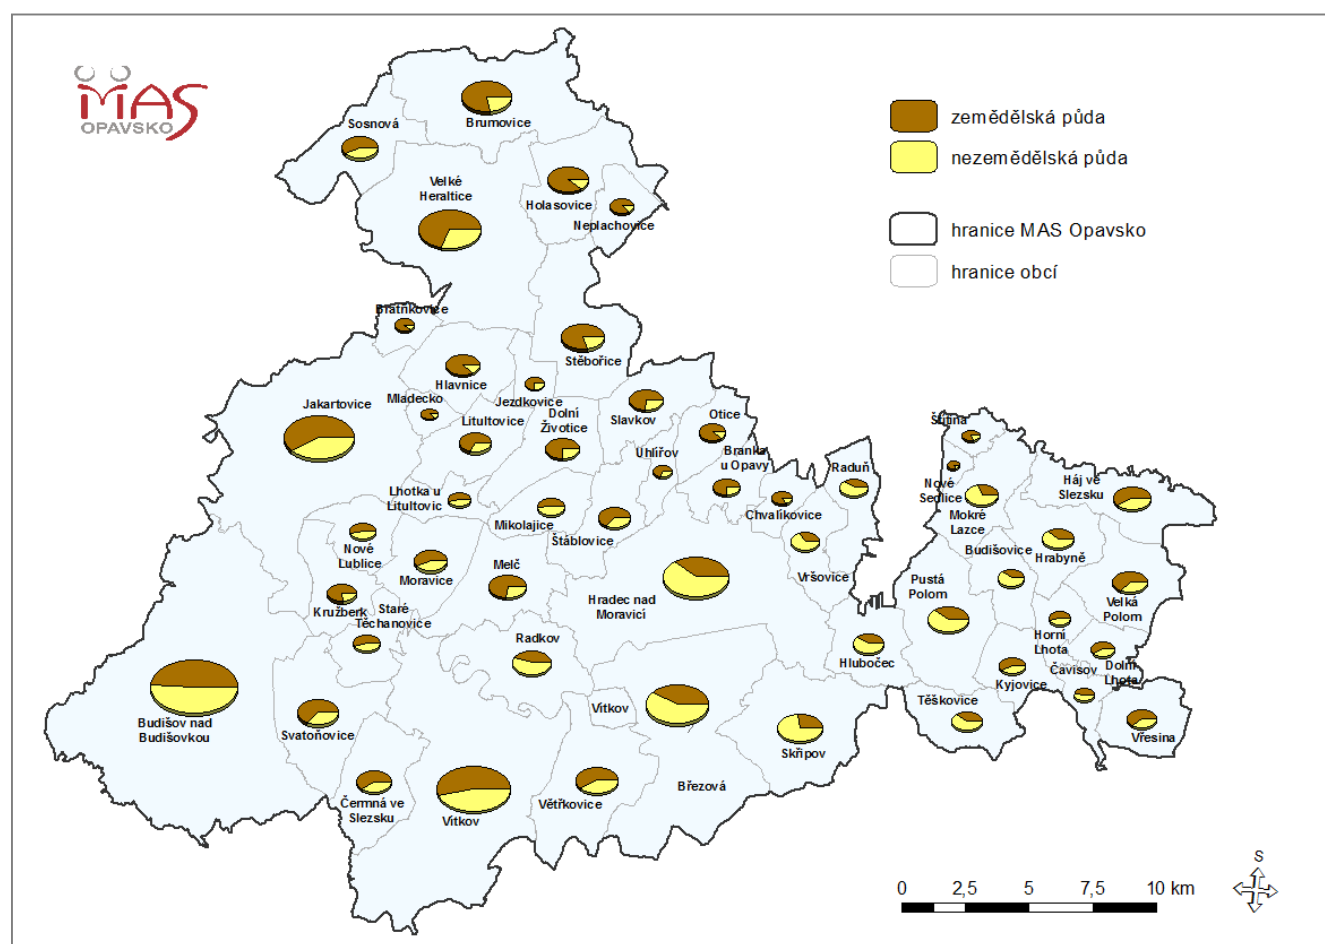 MAS
OPAVSKO
zemědělská půda
nezemědělská půda
hranice MAS Opavsko
hranice obcí
Sosnová
Brumovice
Velké
Heraltice
Holasovice
Neplachovice
Bratříkovice
Stěbořice
Hlavnice
Jezdkovice
Mladecko
Jakartovice
Litultovice
Dolní
Životice
Slavkov
Otice
Uhlířov
Branka
u Opavy
Raduň
Štítina
Nové
Sedlice
Mokré
Lazce
Háj ve
Slezsku
Lhotka u
Litultovic
Mikolajice
Štáblovice
Chvalíkovice
Vršovice
Budišovice
Hrabyně
Nové
Lublice
Moravice
Melč
Hradec nad
Moravicí
Pustá
Polom
Velká
Polom
Kružberk
Staré
Těchanovice
Radkov
Hlubočec
Horní
Lhota
Kyjovice
Čavisov
Dolní
Lhota
Budišov nad
Budišovkou
Svatoňovice
Vítkov
Skřipov
Těškovice
Vřesina
Čermná ve
Slezsku
Vítkov
Větřkovice
Březová
S
0 2,5 5 7,5 10 km